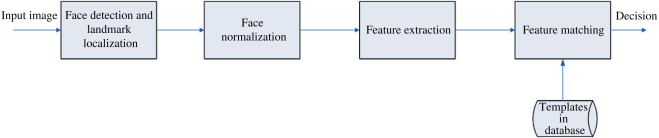 Input image
Face detection and
landmark
localization
Face
normalization
Feature extraction
Feature matching
Decision
Templates
in
database